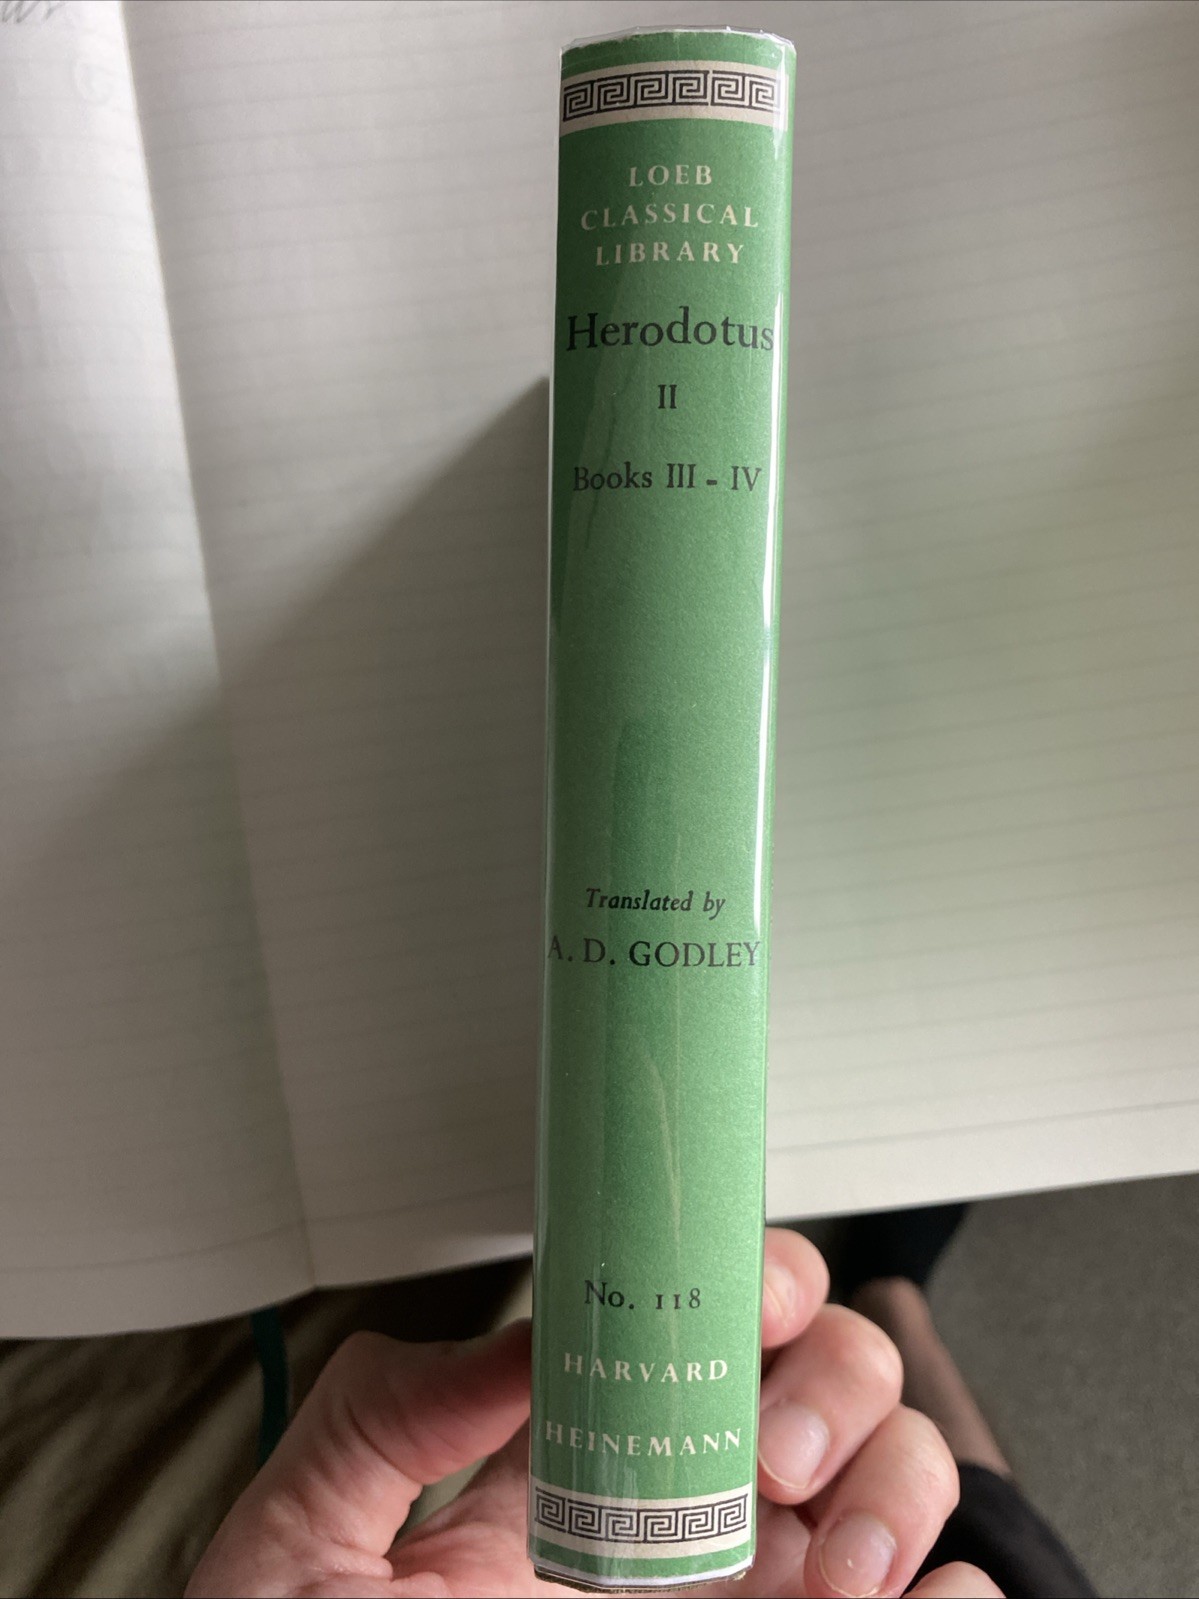 LOEB
CLASSICAL
LIBRARY
Herodotus
II
Books III - IV
Translated by
A. D. GODLEY
No. 118
HARVARD
HEINEMANN